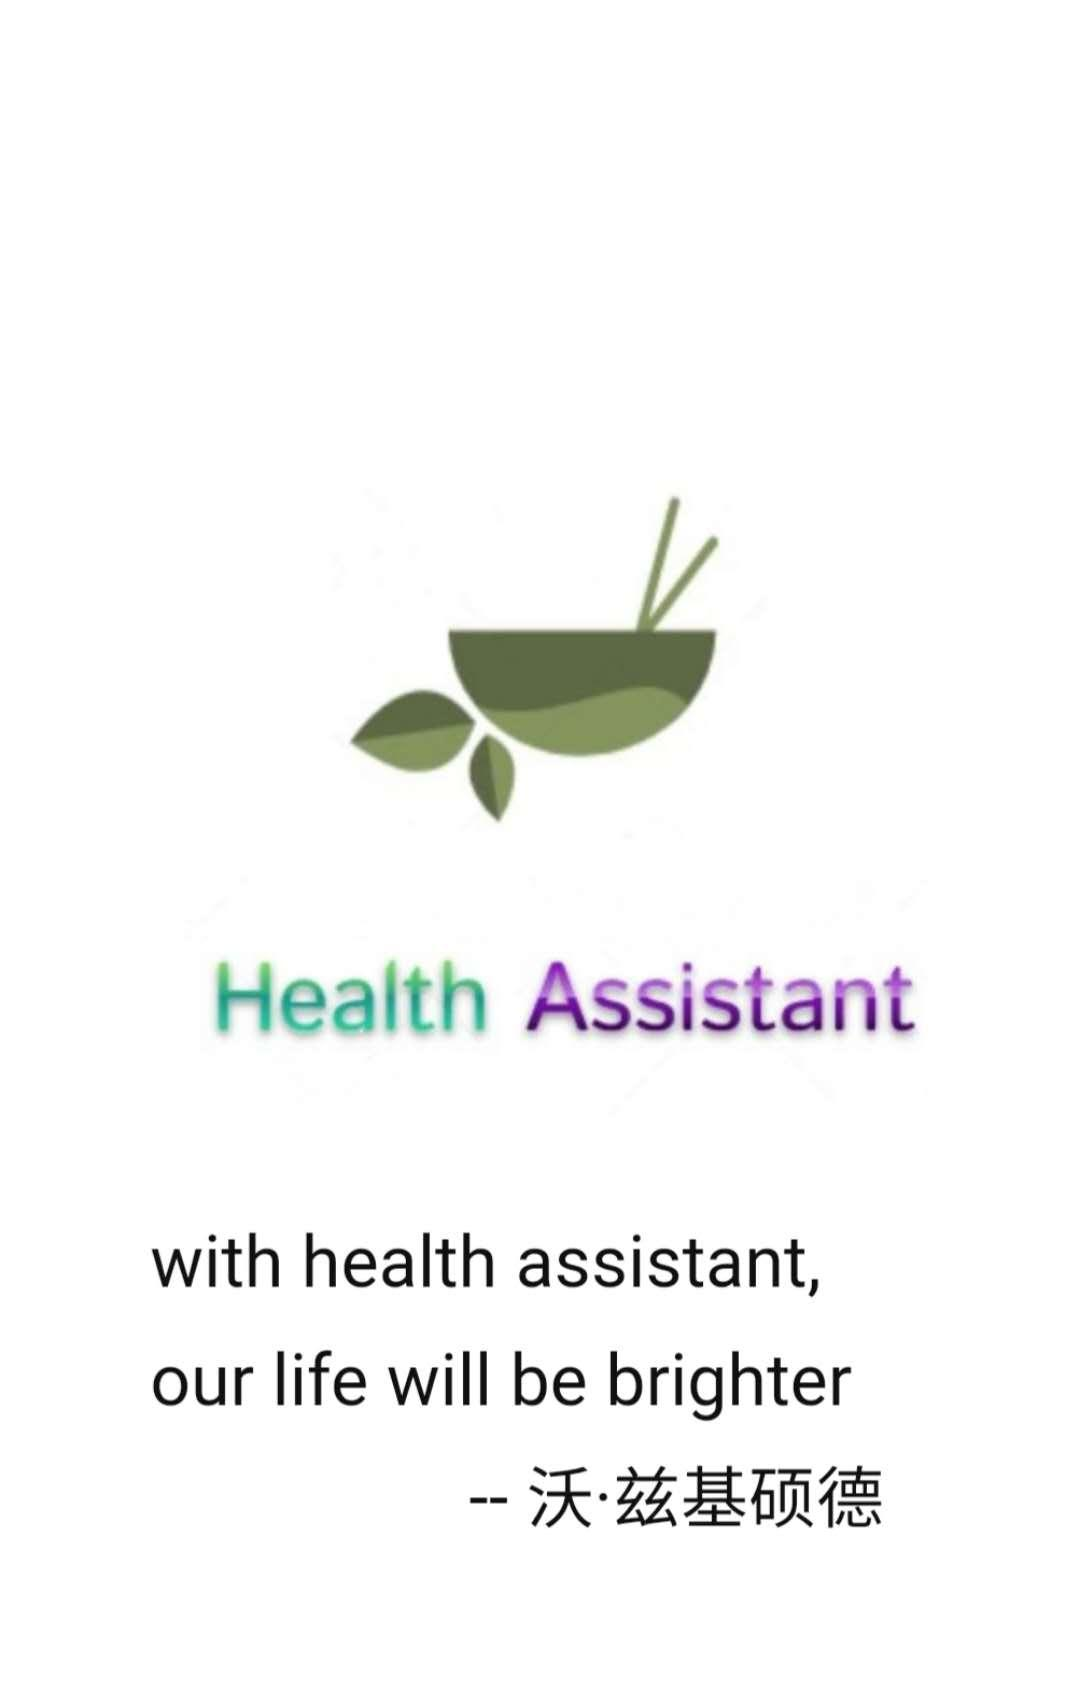 Health Assistant
with health assistant,
our life will be brighter
-- 沃·兹基硕德